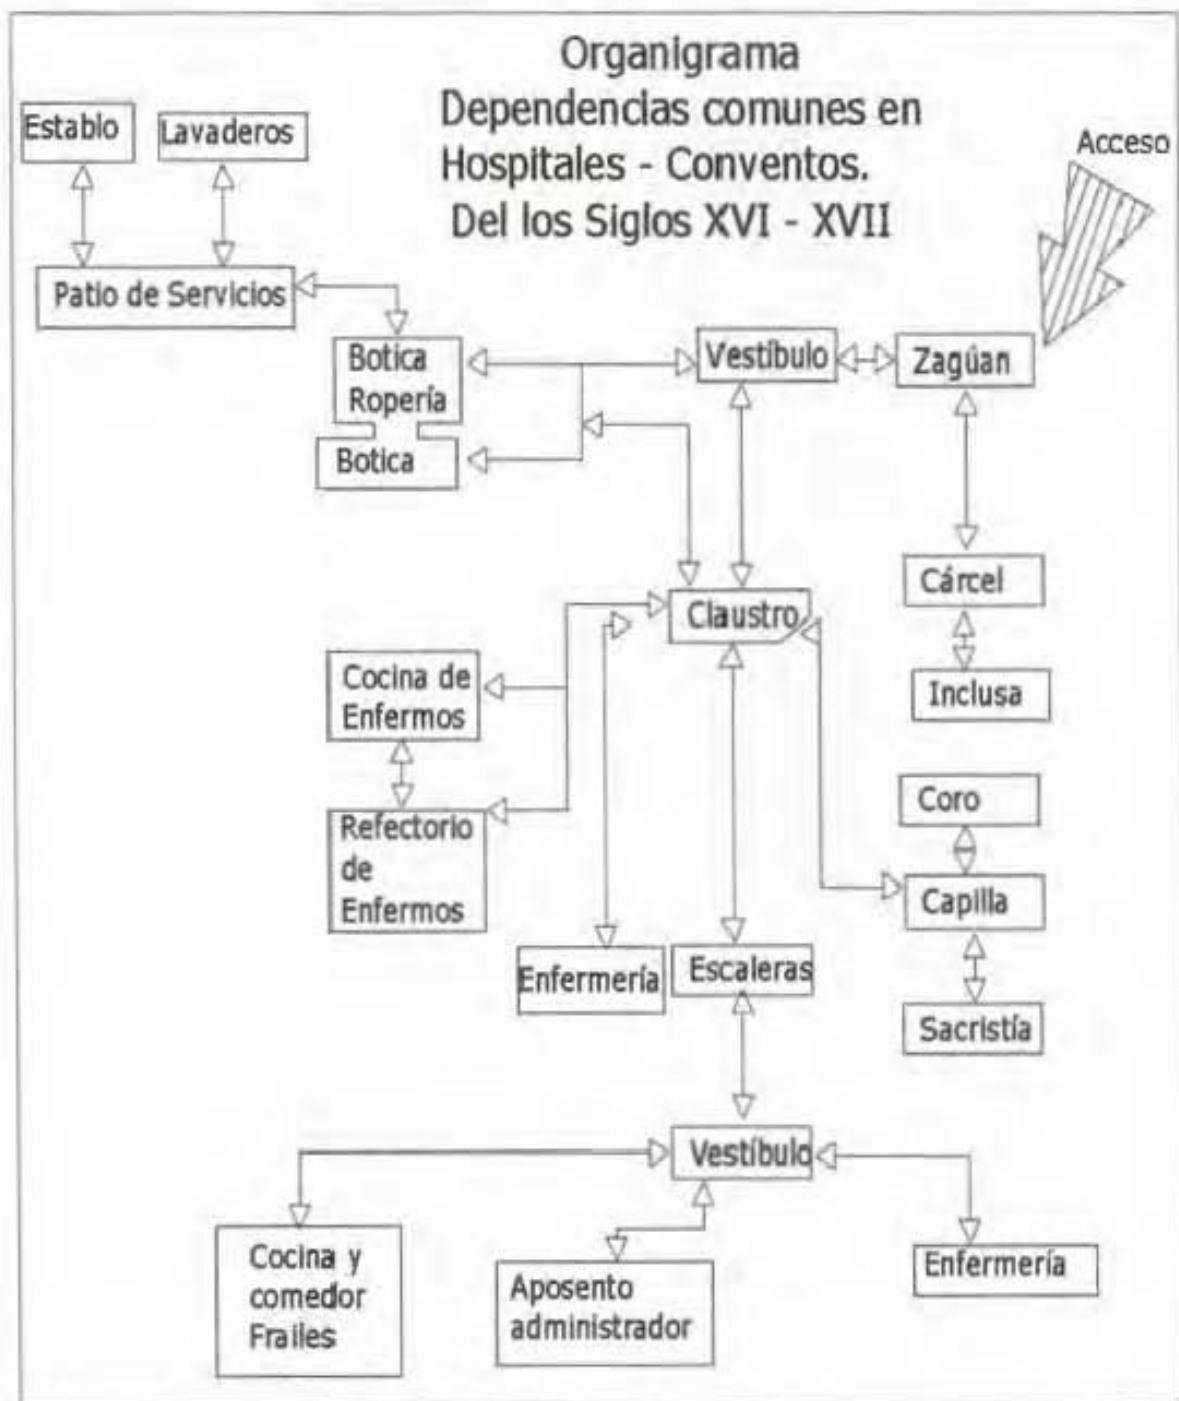 Organigrama
Dependencias comunes en
Hospitales - Conventos.
Del los Siglos XVI - XVII
Acceso
Establo
Lavaderos
Patio de Servicios
Botica
Ropería
Botica
Vestíbulo
Zagúan
Claustro
Cárcel
Inclusa
Cocina de
Enfermos
Refectorio
de
Enfermos
Coro
Capilla
Sacristía
Enfermería
Escaleras
Vestíbulo
Cocina y
comedor
Frailes
Aposento
administrador
Enfermería